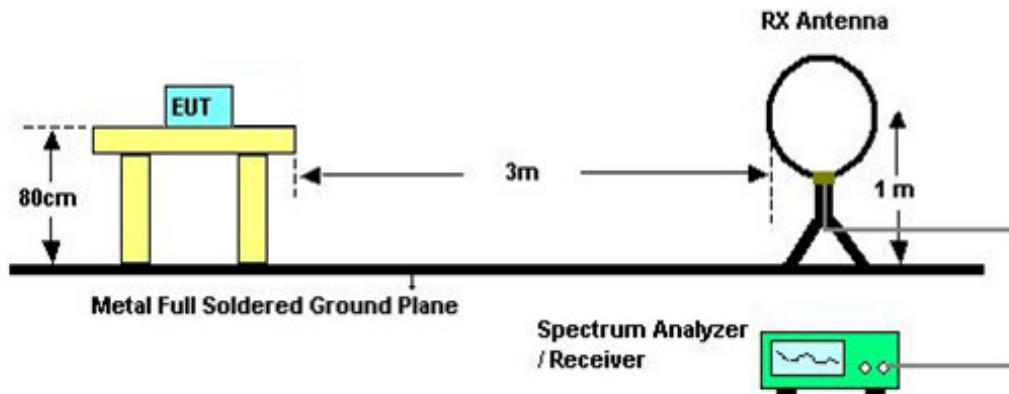 RX Antenna
EUT
80cm
3m
1 m
Metal Full Soldered Ground Plane
Spectrum Analyzer
/ Receiver